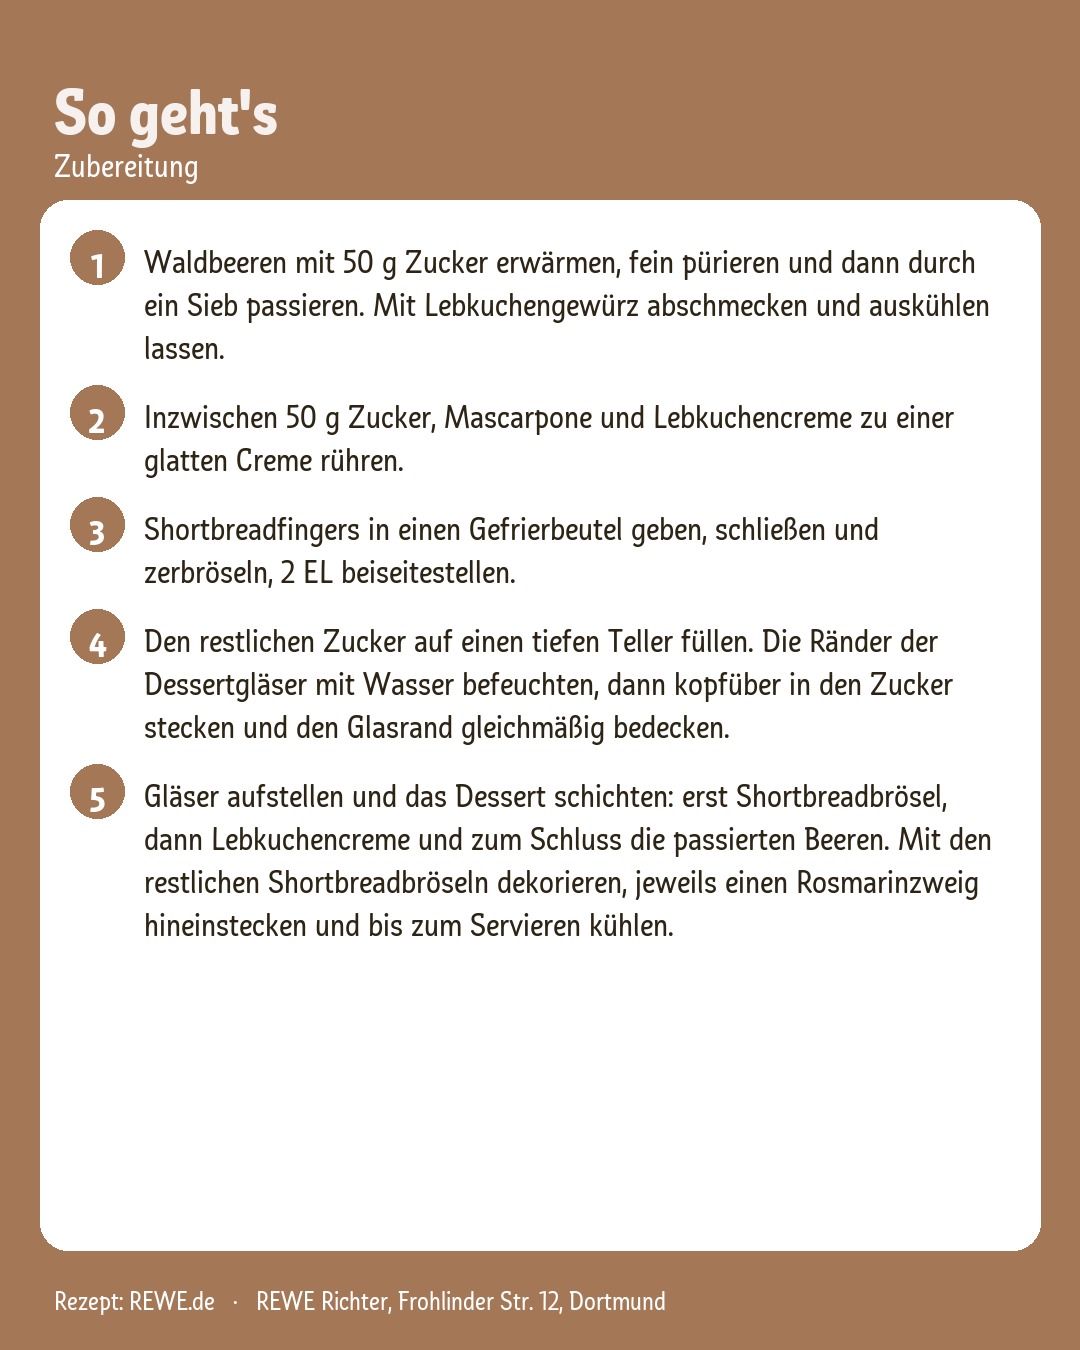 So geht's
Zubereitung
1 Waldbeeren mit 50 g Zucker erwärmen, fein pürieren und dann durch
ein Sieb passieren. Mit Lebkuchengewürz abschmecken und auskühlen
lassen.
2 Inzwischen 50 g Zucker, Mascarpone und Lebkuchencreme zu einer
glatten Creme rühren.
3 Shortbreadfingers in einen Gefrierbeutel geben, schließen und
zerbröseln, 2 EL beiseitestellen.
4 Den restlichen Zucker auf einen tiefen Teller füllen. Die Ränder der
Dessertgläser mit Wasser befeuchten, dann kopfüber in den Zucker
stecken und den Glasrand gleichmäßig bedecken.
5 Gläser aufstellen und das Dessert schichten: erst Shortbreadbrösel,
dann Lebkuchencreme und zum Schluss die passierten Beeren. Mit den
restlichen Shortbreadbröseln dekorieren, jeweils einen Rosmarinzweig
hineinstecken und bis zum Servieren kühlen.
Rezept: REWE.de · REWE Richter, Frohlinder Str. 12, Dortmund